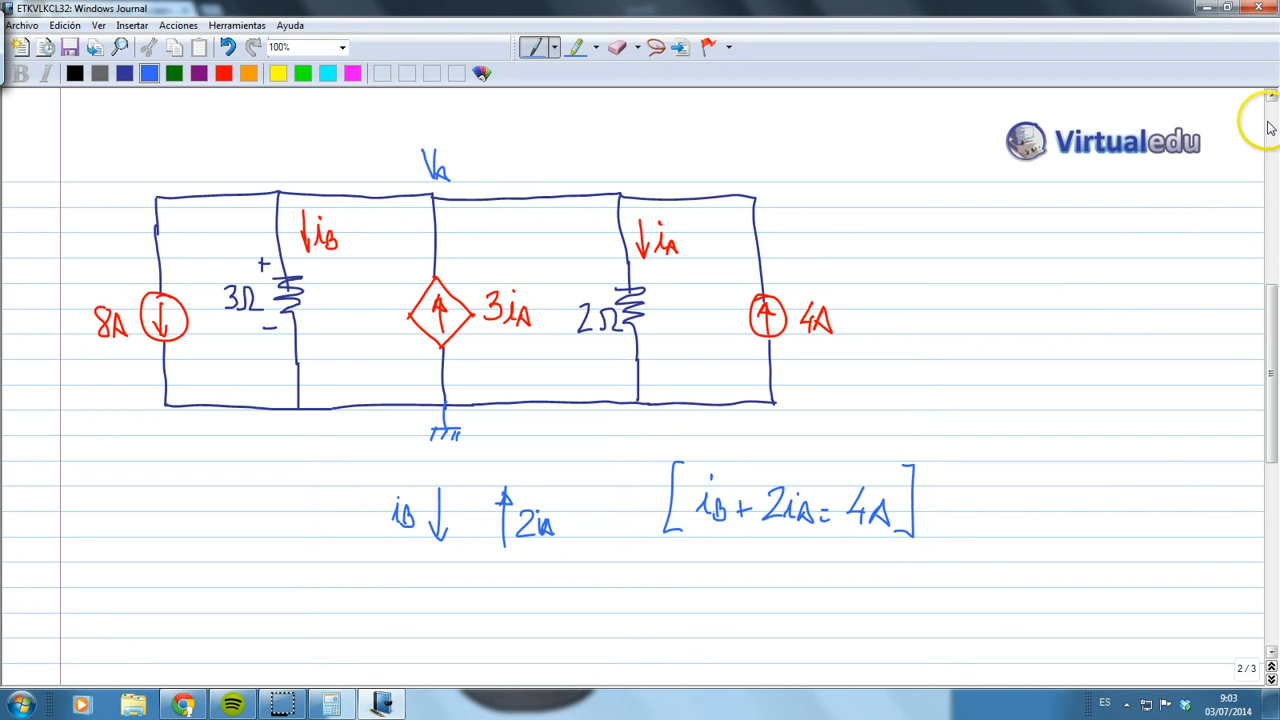 ETKVLKCL32: Windows Journal
Archivo Edición Ver Insertar Acciones Herramientas Ayuda
100%
B I
Virtualedu
VA
iB
iA
+
3Ω
-
8A
3iA
2Ω
4A
iB ↓ ↑ 2iA [ iB + 2iA = 4A ]
2 / 3
ES
9:03
03/07/2014